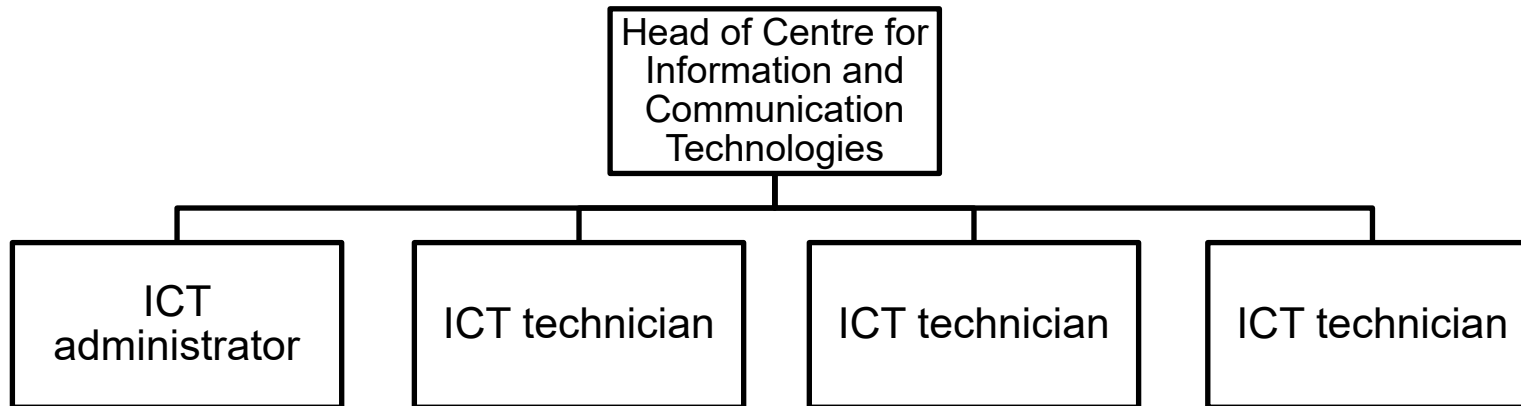 Head of Centre for
Information and
Communication
Technologies
ICT
administrator
ICT technician
ICT technician
ICT technician